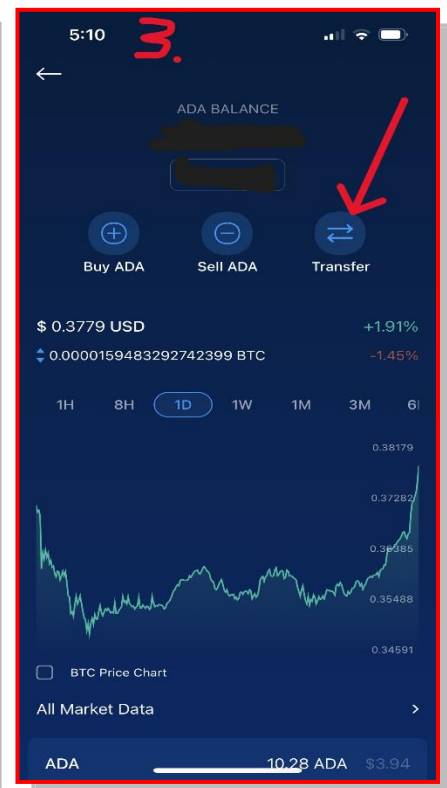 5:10
3.
ADA BALANCE
Buy ADA Sell ADA Transfer
$ 0.3779 USD +1.91%
0.0000159483292742399 BTC -1.45%
1H 8H 1D 1W 1M 3M
0.38179
0.37282
0.36385
0.35488
0.34591
BTC Price Chart
All Market Data
ADA 10.28 ADA $3.94